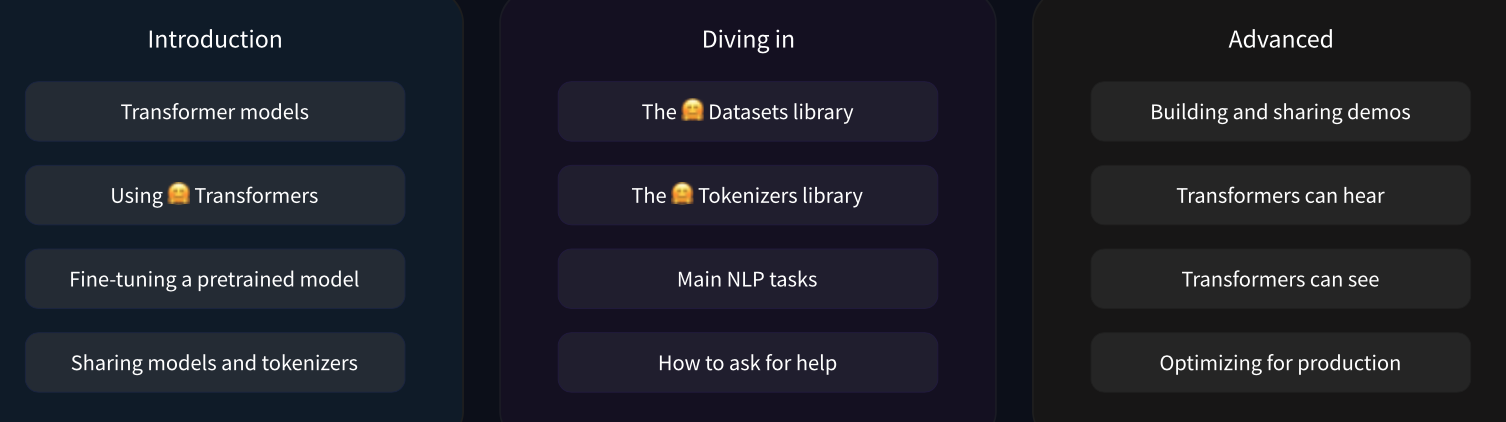 Introduction
Transformer models
Using 🤗 Transformers
Fine-tuning a pretrained model
Sharing models and tokenizers
Diving in
The 🤗 Datasets library
The 🤗 Tokenizers library
Main NLP tasks
How to ask for help
Advanced
Building and sharing demos
Transformers can hear
Transformers can see
Optimizing for production